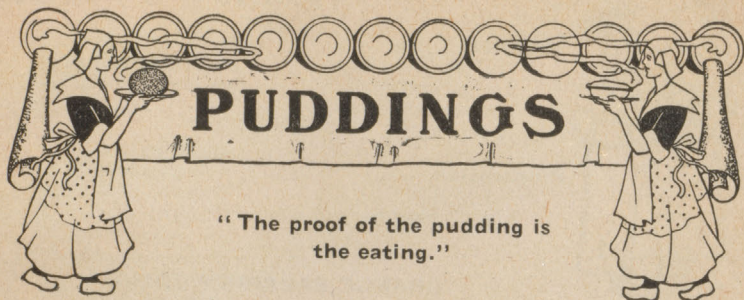 PUDDINGS
“The proof of the pudding is
the eating.”